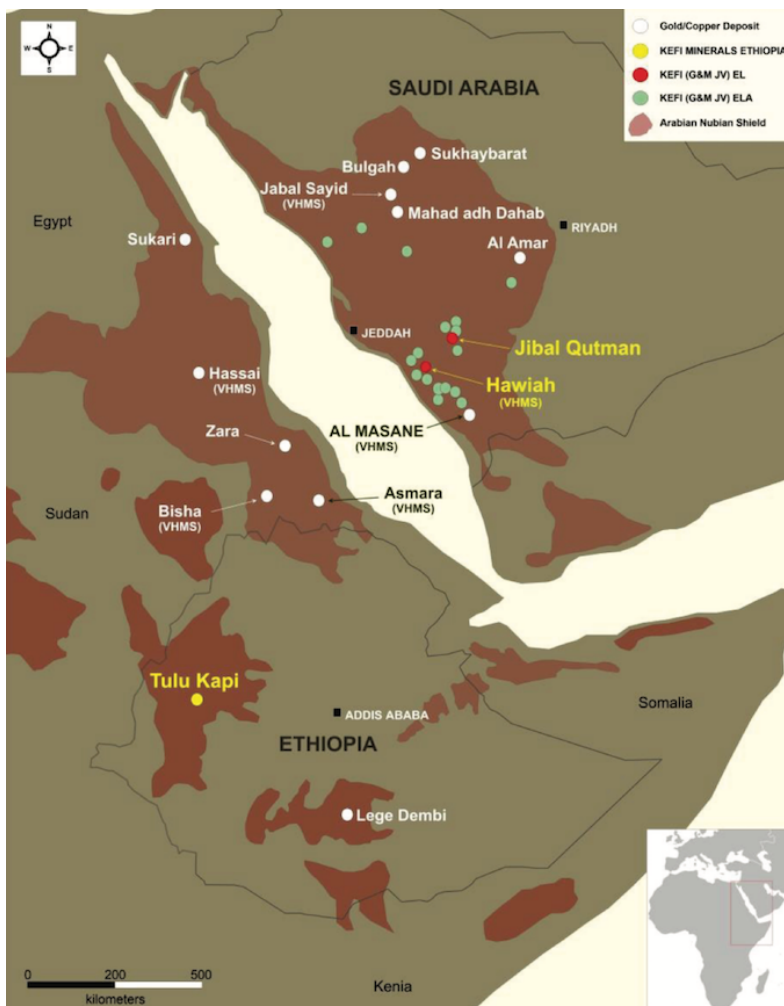 N
W
E
S
Gold/Copper Deposit
KEFI MINERALS ETHIOPIA
KEFI (G&M JV) EL
KEFI (G&M JV) ELA
Arabian Nubian Shield
SAUDI ARABIA
Sukhaybarat
Bulgah
Jabal Sayid
(VHMS)
Mahad adh Dahab
Egypt
Sukari
RIYADH
Al Amar
JEDDAH
Jibal Qutman
Hassai
(VHMS)
Hawiah
(VHMS)
Zara
AL MASANE
(VHMS)
Sudan
Bisha
(VHMS)
Asmara
(VHMS)
Tulu Kapi
ADDIS ABABA
Somalia
ETHIOPIA
Lege Dembi
0 200 500
kilometers
Kenia